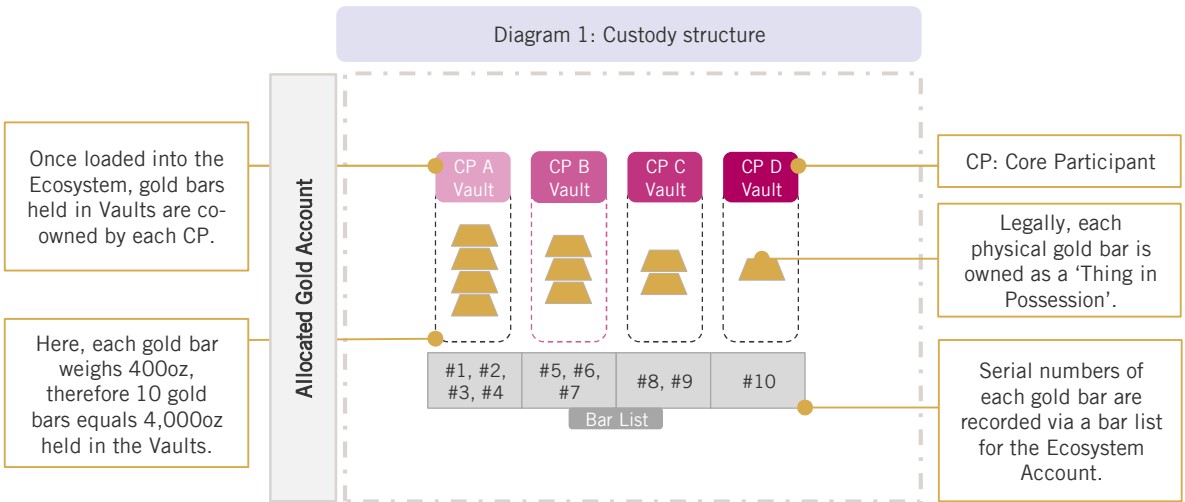 Diagram 1: Custody structure
Allocated Gold Account
Once loaded into the
Ecosystem, gold bars
held in Vaults are co-
owned by each CP.
Here, each gold bar
weighs 400oz,
therefore 10 gold
bars equals 4,000oz
held in the Vaults.
CP A
Vault
CP B
Vault
CP C
Vault
CP D
Vault
#1, #2,
#3, #4
#5, #6,
#7
#8, #9
#10
Bar List
CP: Core Participant
Legally, each
physical gold bar is
owned as a ‘Thing in
Possession’.
Serial numbers of
each gold bar are
recorded via a bar list
for the Ecosystem
Account.